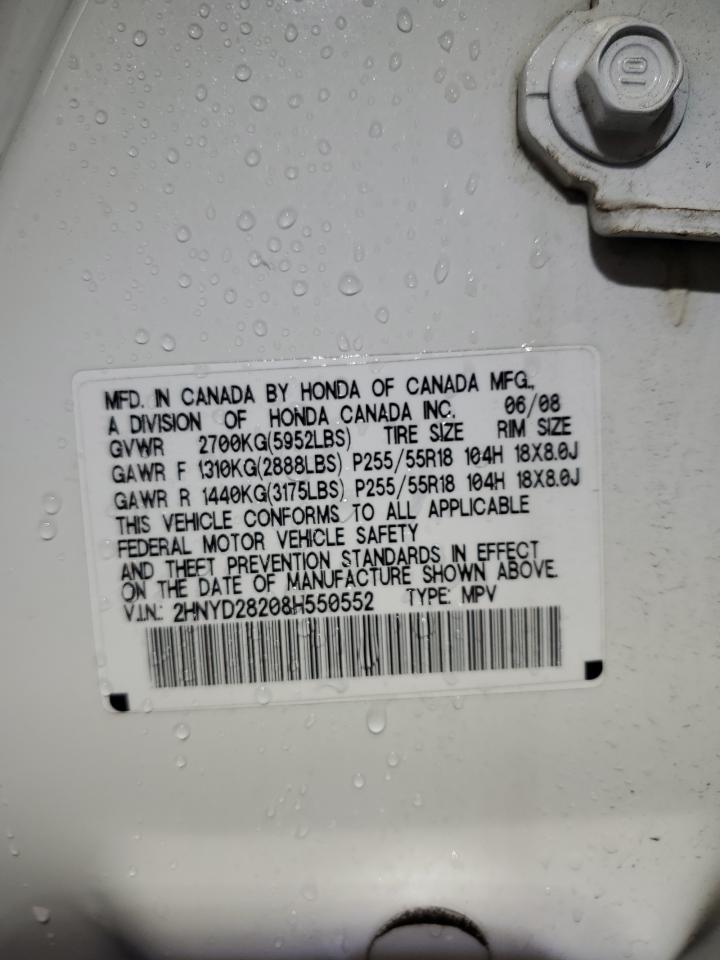 10
MFD. IN CANADA BY HONDA OF CANADA MFG.,
A DIVISION OF HONDA CANADA INC. 06/08
GVWR 2700KG(5952LBS) TIRE SIZE RIM SIZE
GAWR F 1310KG(2888LBS) P255/55R18 104H 18X8.0J
GAWR R 1440KG(3175LBS) P255/55R18 104H 18X8.0J
THIS VEHICLE CONFORMS TO ALL APPLICABLE
FEDERAL MOTOR VEHICLE SAFETY
AND THEFT PREVENTION STANDARDS IN EFFECT
ON THE DATE OF MANUFACTURE SHOWN ABOVE.
V.I.N.: 2HNYD28208H550552 TYPE: MPV